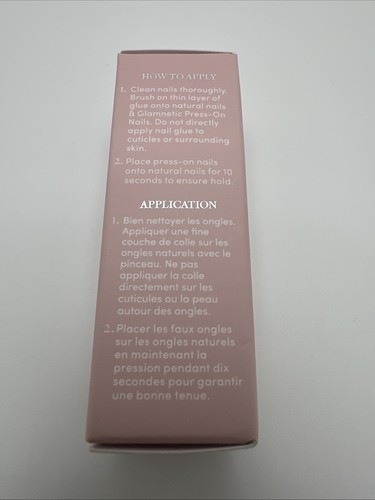 HOW TO APPLY
1. Clean nails thoroughly.
Brush on thin layer of
glue onto natural nails
& Glamnetic Press-On
Nails. Do not directly
apply nail glue to
cuticles or surrounding
skin.
2. Place press-on nails
onto natural nails for 10
seconds to ensure hold.
APPLICATION
1. Bien nettoyer les ongles.
Appliquer une fine
couche de colle sur les
ongles naturels avec le
pinceau. Ne pas
appliquer la colle
directement sur les
cuticules ou la peau
autour des ongles.
2. Placer les faux ongles
sur les ongles naturels
en maintenant la
pression pendant dix
secondes pour garantir
une bonne tenue.